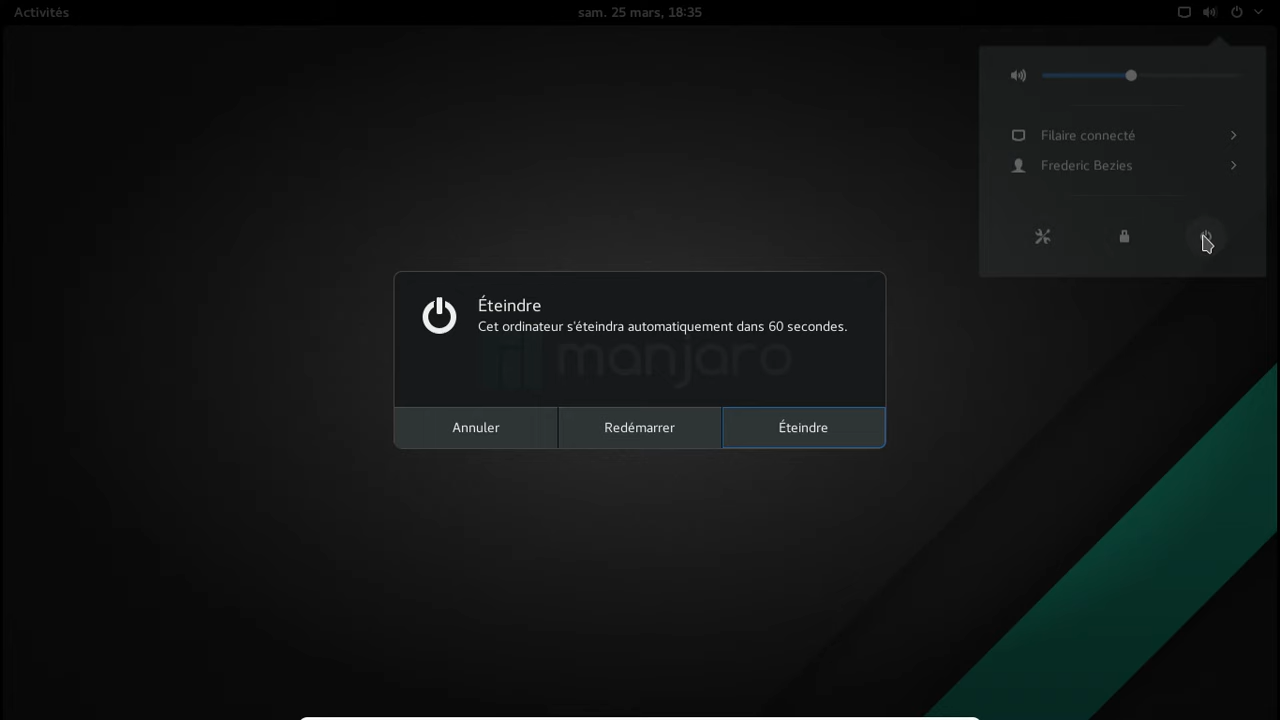 Activités
sam. 25 mars, 18:35
Filaire connecté
Frederic Bezies
Éteindre
Cet ordinateur s'éteindra automatiquement dans 60 secondes.
manjaro
Annuler
Redémarrer
Éteindre